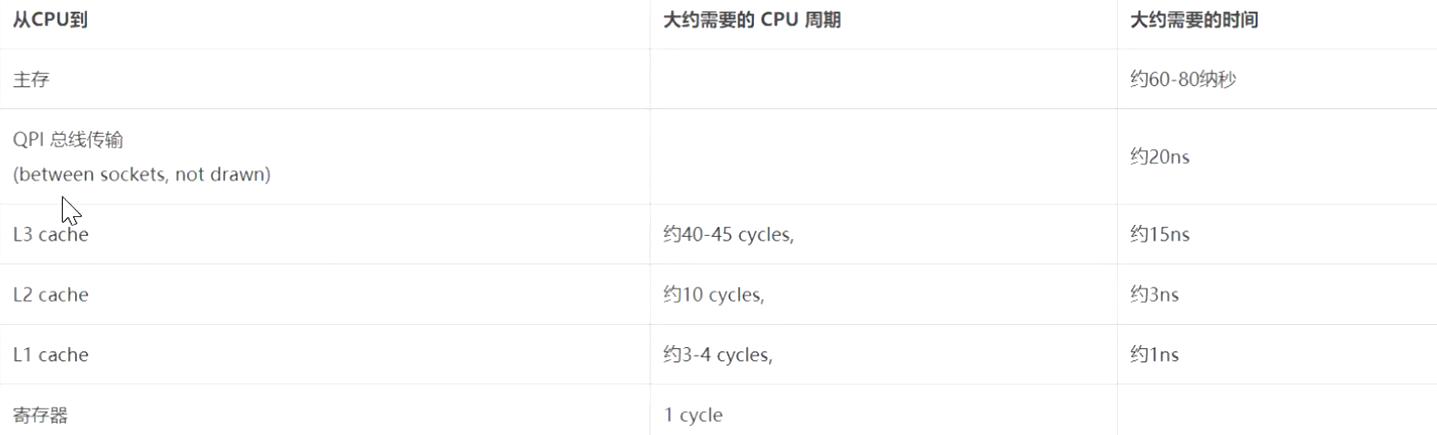 从CPU到 大约需要的 CPU 周期 大约需要的时间
主存 约60-80纳秒
QPI 总线传输
(between sockets, not drawn) 约20ns
L3 cache 约40-45 cycles, 约15ns
L2 cache 约10 cycles, 约3ns
L1 cache 约3-4 cycles, 约1ns
寄存器 1 cycle